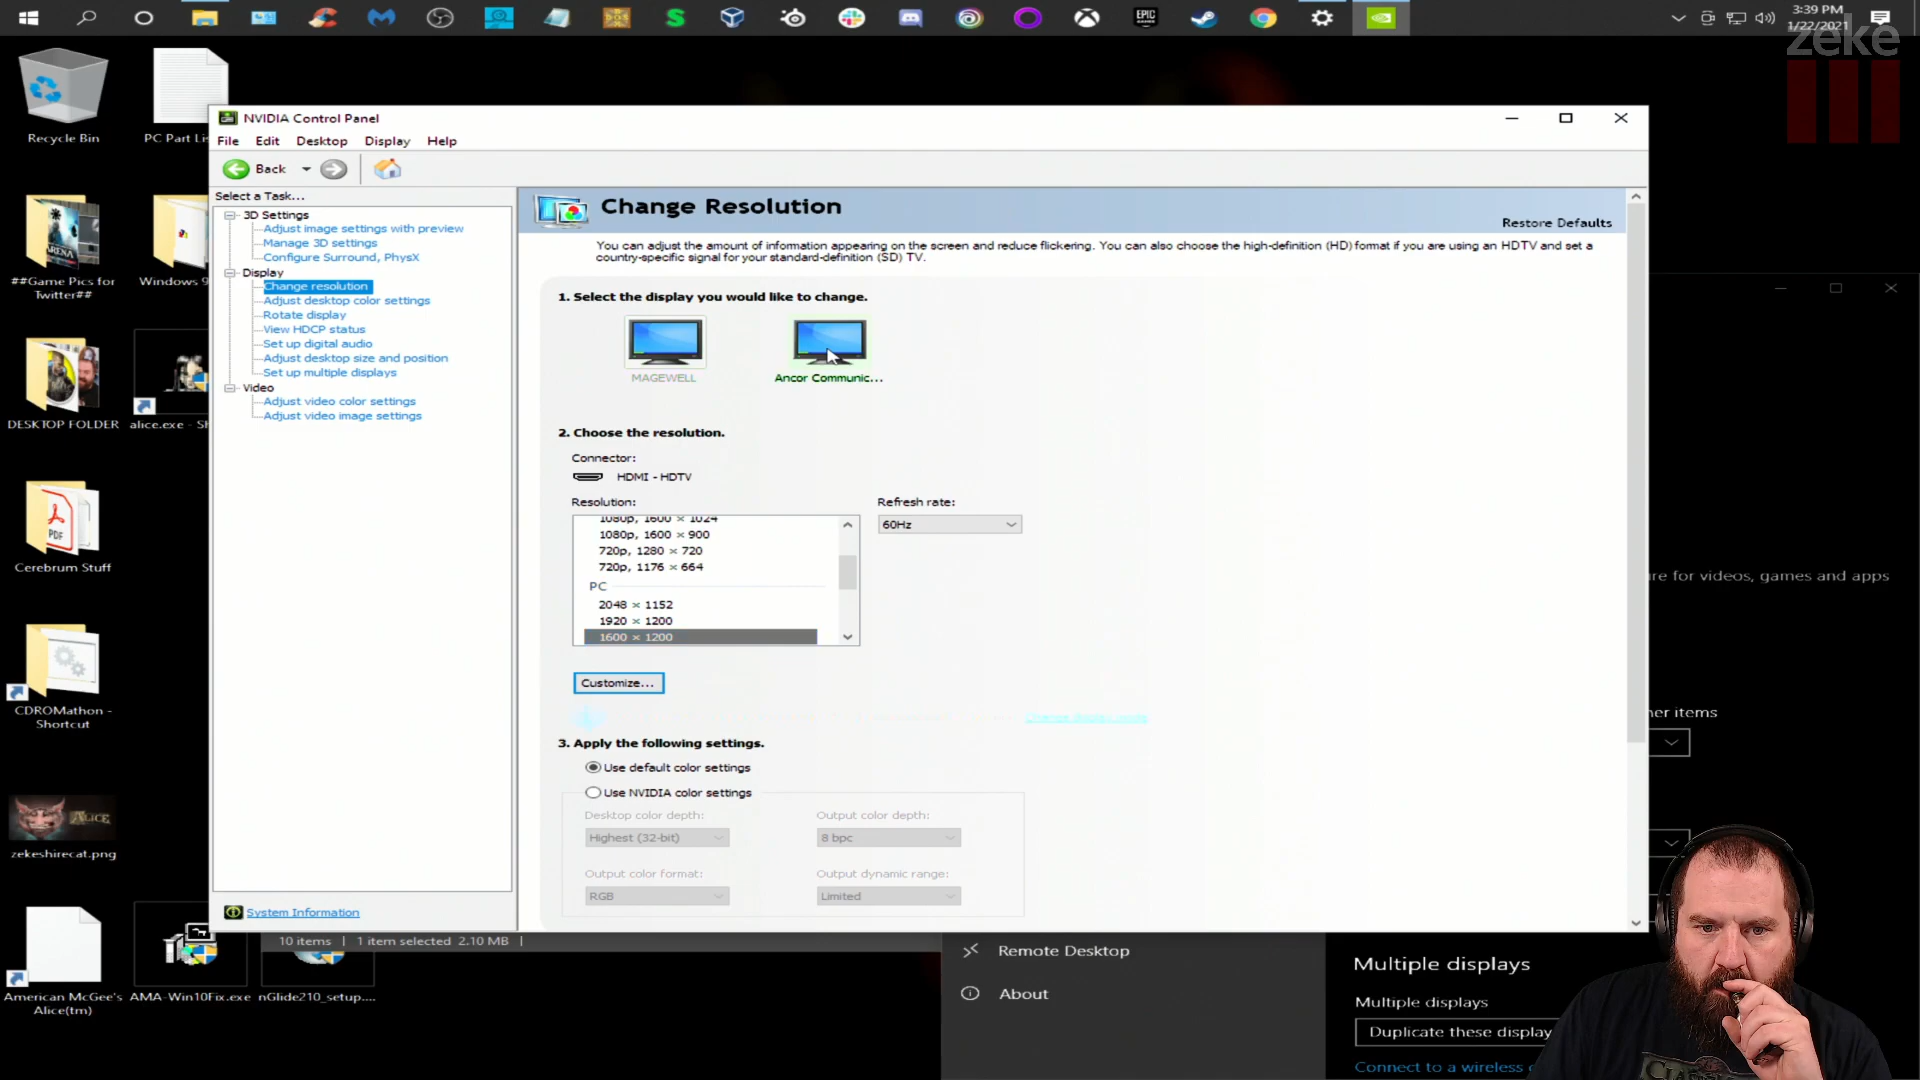 3:39 PM
1/22/2021
zeke
EPIC
GAMES
Recycle Bin
PC Part Lis
##Game Pics for
Twitter##
Windows 9
DESKTOP FOLDER
alice.exe - Sh
PDF
Cerebrum Stuff
CDROMathon -
Shortcut
ALICE
zekeshirecat.png
American McGee's
Alice(tm)
AMA-Win10Fix.exe
nGlide210_setup....
NVIDIA Control Panel
File Edit Desktop Display Help
Back
Select a Task...
3D Settings
Adjust image settings with preview
Manage 3D settings
Configure Surround, PhysX
Display
Change resolution
Adjust desktop color settings
Rotate display
View HDCP status
Set up digital audio
Adjust desktop size and position
Set up multiple displays
Video
Adjust video color settings
Adjust video image settings
System Information
Change Resolution
Restore Defaults
You can adjust the amount of information appearing on the screen and reduce flickering. You can also choose the high-definition (HD) format if you are using an HDTV and set a
country-specific signal for your standard-definition (SD) TV.
1. Select the display you would like to change.
MAGEWELL
Ancor Communic...
2. Choose the resolution.
Connector:
HDMI - HDTV
Resolution:
Refresh rate:
1080p, 1600 × 1024
60Hz
1080p, 1600 × 900
720p, 1280 × 720
720p, 1176 × 664
PC
2048 × 1152
1920 × 1200
1600 × 1200
Customize...
Change display mode
3. Apply the following settings.
Use default color settings
Use NVIDIA color settings
Desktop color depth:
Output color depth:
Highest (32-bit)
8 bpc
Output color format:
Output dynamic range:
RGB
Limited
10 items | 1 item selected 2.10 MB |
re for videos, games and apps
her items
Remote Desktop
About
Multiple displays
Multiple displays
Duplicate these display
Connect to a wireless